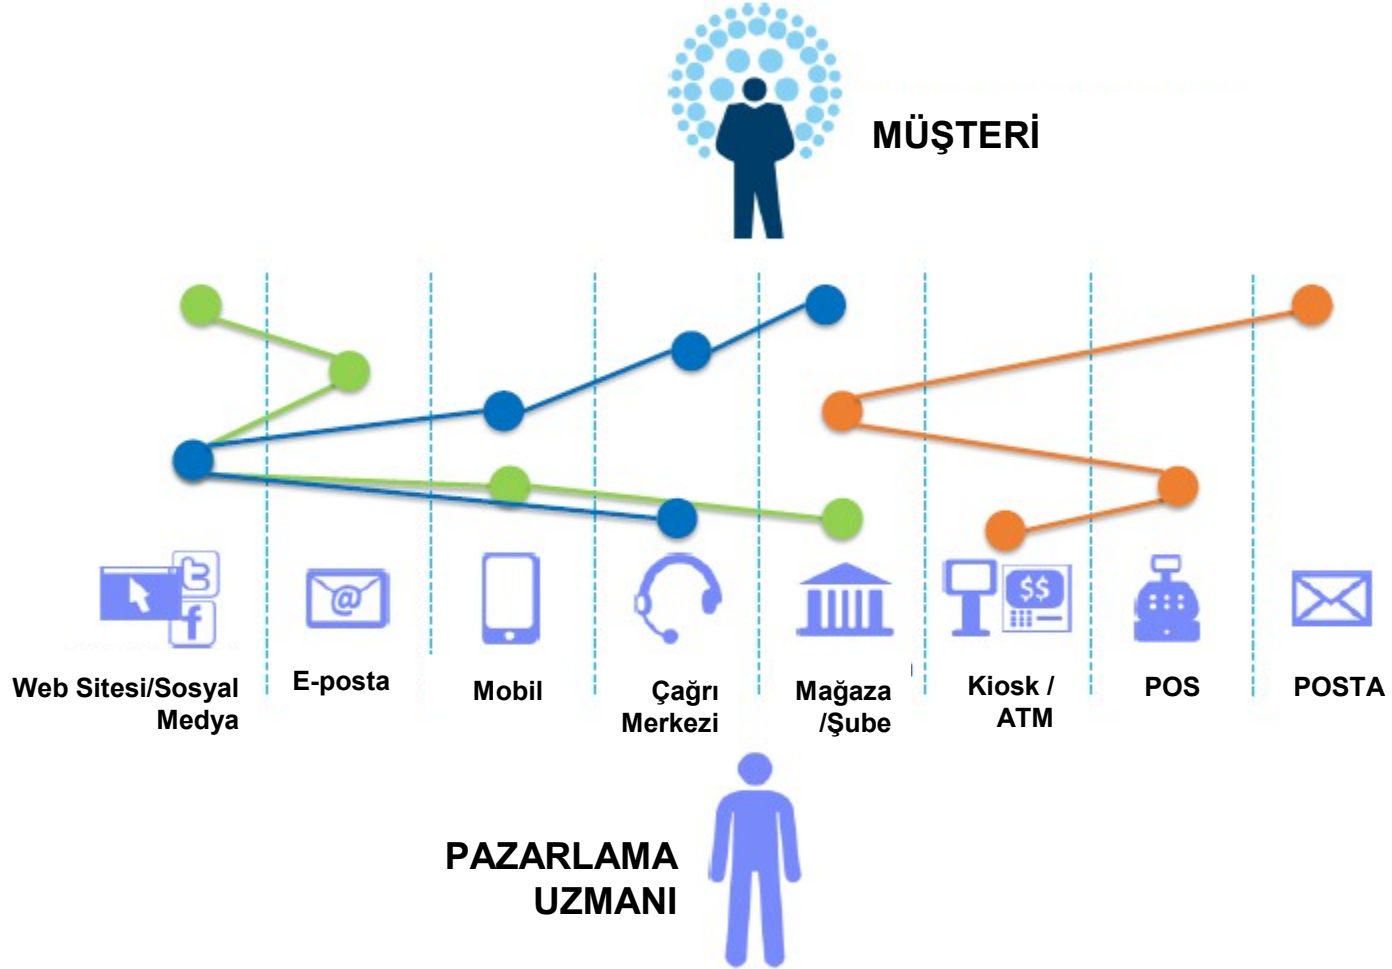 MÜŞTERİ
t
f
@
$$
Web Sitesi/Sosyal
Medya
E-posta
Mobil
Çağrı
Merkezi
Mağaza
/Şube
Kiosk /
ATM
POS
POSTA
PAZARLAMA
UZMANI